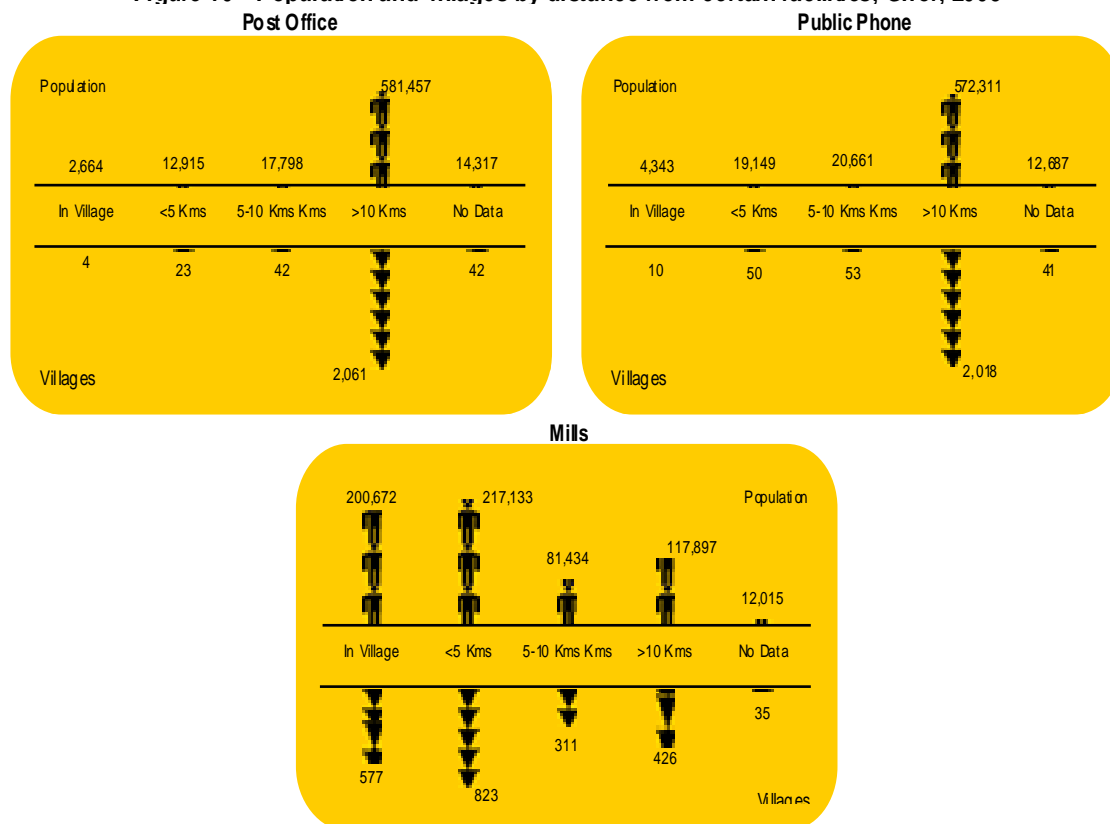 Post Office
Public Phone
Population
581,457
2,664 12,915 17,798 14,317
In Village <5 Kms 5-10 Kms Kms >10 Kms No Data
4 23 42 42
2,061
Villages
Population
572,311
4,343 19,149 20,661 12,687
In Village <5 Kms 5-10 Kms Kms >10 Kms No Data
10 50 53 41
2,018
Villages
Mills
200,672 217,133 Population
81,434 117,897
12,015
In Village <5 Kms 5-10 Kms Kms >10 Kms No Data
35
311 426
577
823
Villages